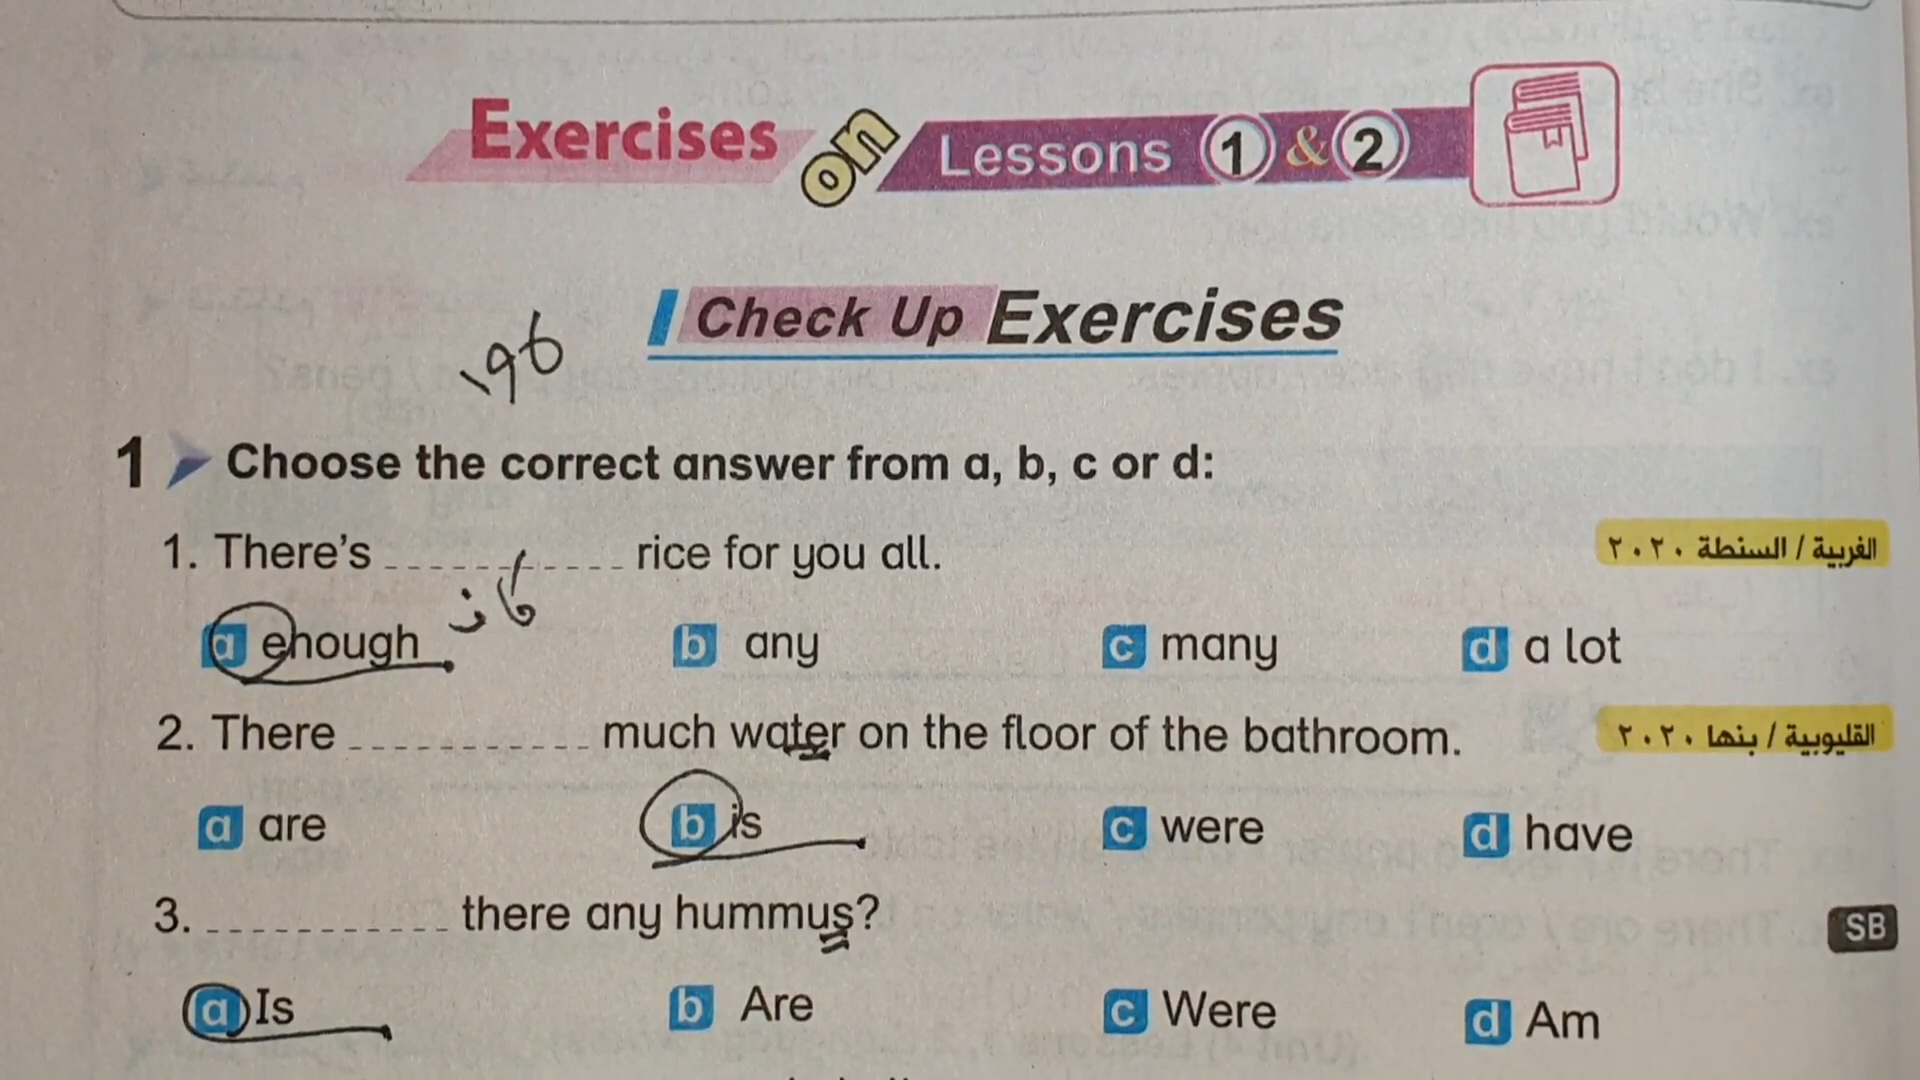 Exercises on Lessons 1 & 2
Check Up Exercises
196
1 Choose the correct answer from a, b, c or d:
1. There's ........... rice for you all. الغربية / السنطة ٢٠٢٠
كاف
a enough b any c many d a lot
2. There ........... much water on the floor of the bathroom. القليوبية / بنها ٢٠٢٠
a are b is c were d have
3. ........... there any hummus? SB
a Is b Are c Were d Am